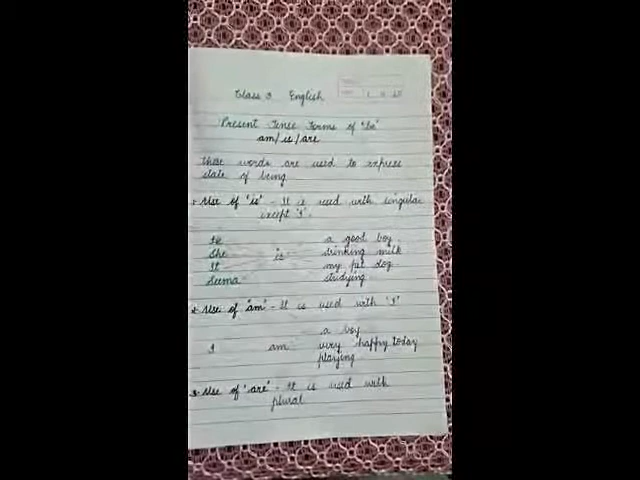 Class 3 English
Present Tense Forms of "be"
am/is/are
These words are used to express
state of being
1. Use of 'is' - It is used with singular
except 'I'.
He
She is
It
Seema
a good boy
drinking milk
my pet dog
studying
2. Use of 'am' - It is used with 'I'
a boy
I am very happy today
playing
3. Use of 'are' - It is used with
plural